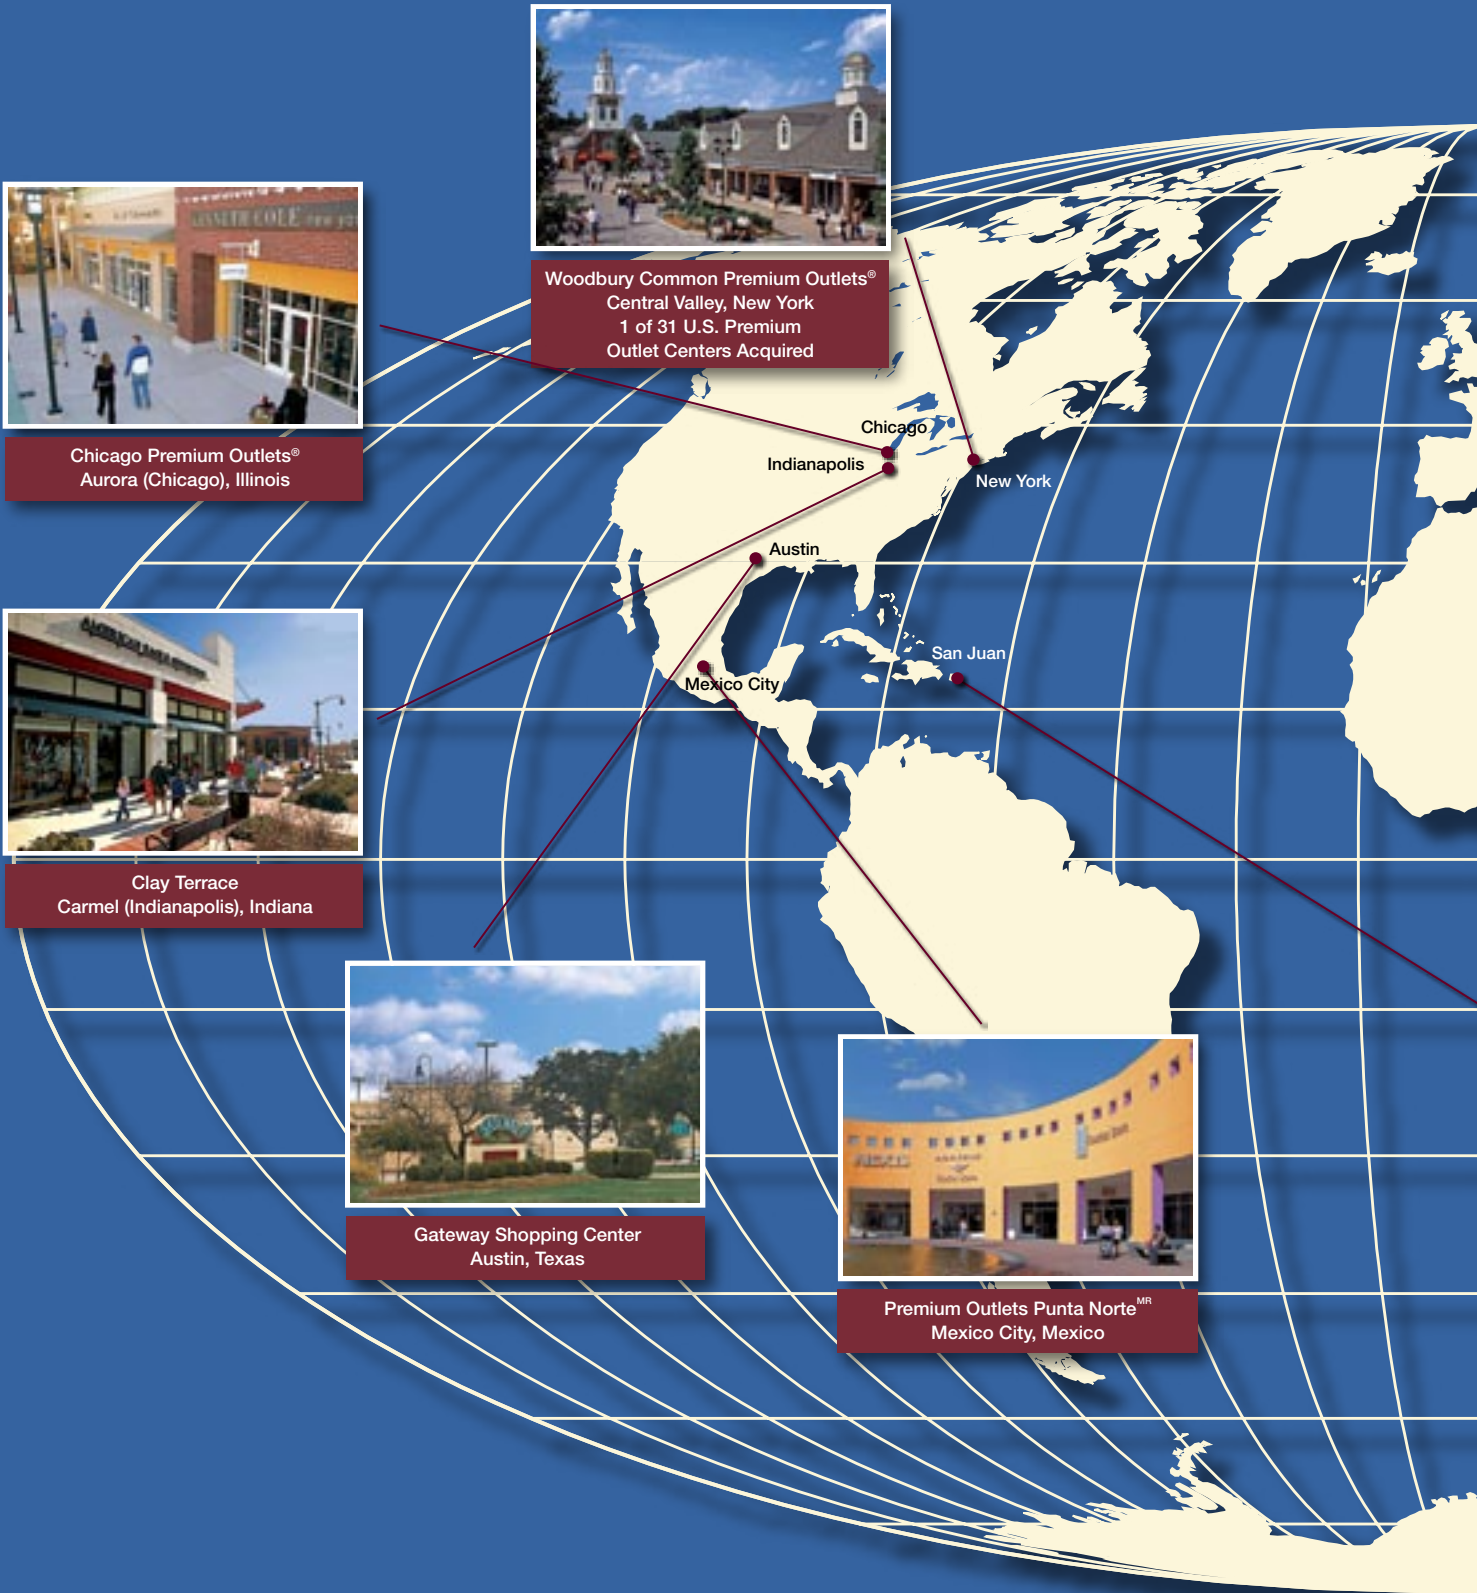 Woodbury Common Premium Outlets®
Central Valley, New York
1 of 31 U.S. Premium
Outlet Centers Acquired
KENNETH COLE
Chicago Premium Outlets®
Aurora (Chicago), Illinois
Chicago
Indianapolis
New York
Austin
San Juan
Mexico City
Clay Terrace
Carmel (Indianapolis), Indiana
Gateway Shopping Center
Austin, Texas
Premium Outlets Punta Norte^MR
Mexico City, Mexico